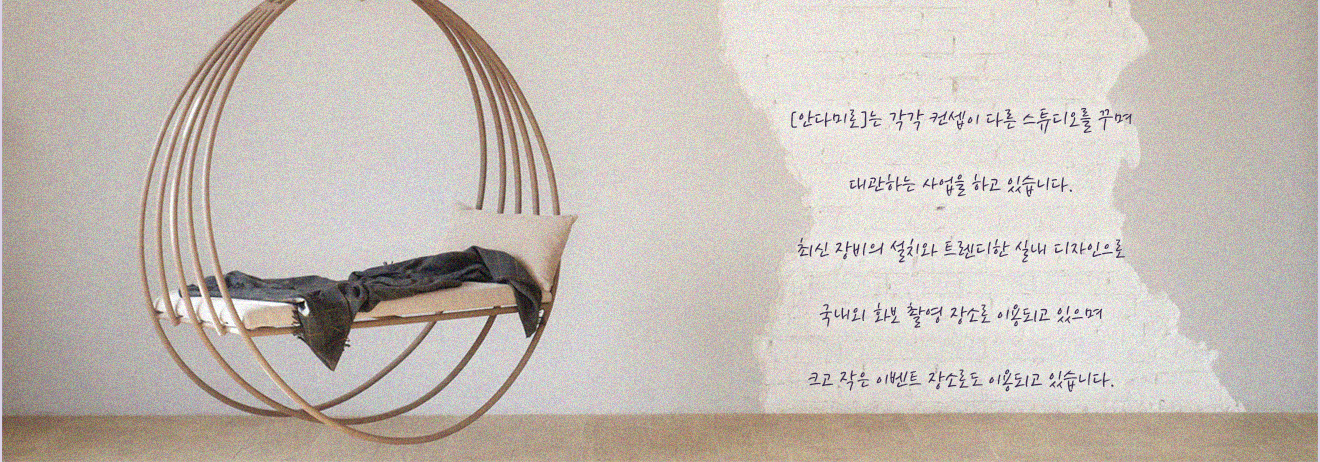 [안다미로]는 각각 컨셉이 다른 스튜디오를 꾸며
대관하는 사업을 하고 있습니다.
최신 장비의 설치와 트렌디한 실내 디자인으로
국내외 화보 촬영 장소로 이용되고 있으며
크고 작은 이벤트 장소로도 이용되고 있습니다.